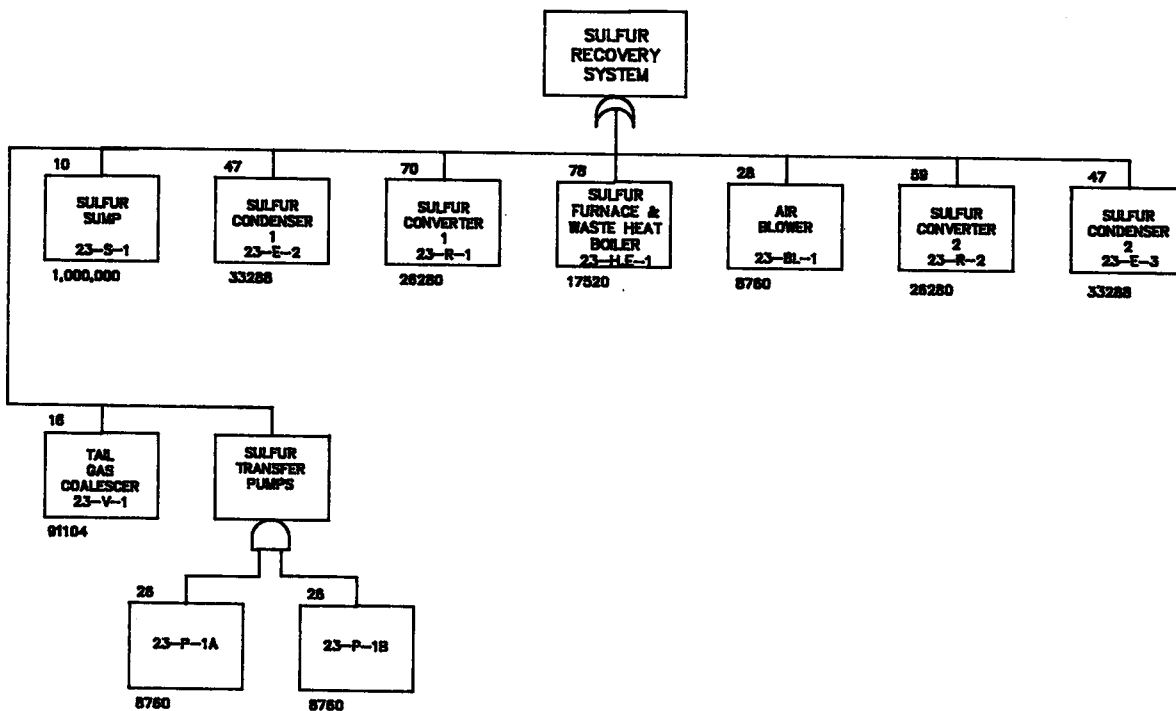 SULFUR
RECOVERY
SYSTEM
10
SULFUR
SUMP
23-S-1
1,000,000
47
SULFUR
CONDENSER
1
23-E-2
33288
70
SULFUR
CONVERTER
1
23-R-1
26280
78
SULFUR
FURNACE &
WASTE HEAT
BOILER
23-H.E-1
17520
28
AIR
BLOWER
23-BL-1
8760
59
SULFUR
CONVERTER
2
23-R-2
26280
47
SULFUR
CONDENSER
2
23-E-3
33288
16
TAIL
GAS
COALESCER
23-V-1
91104
SULFUR
TRANSFER
PUMPS
26
23-P-1A
8760
26
23-P-1B
8760